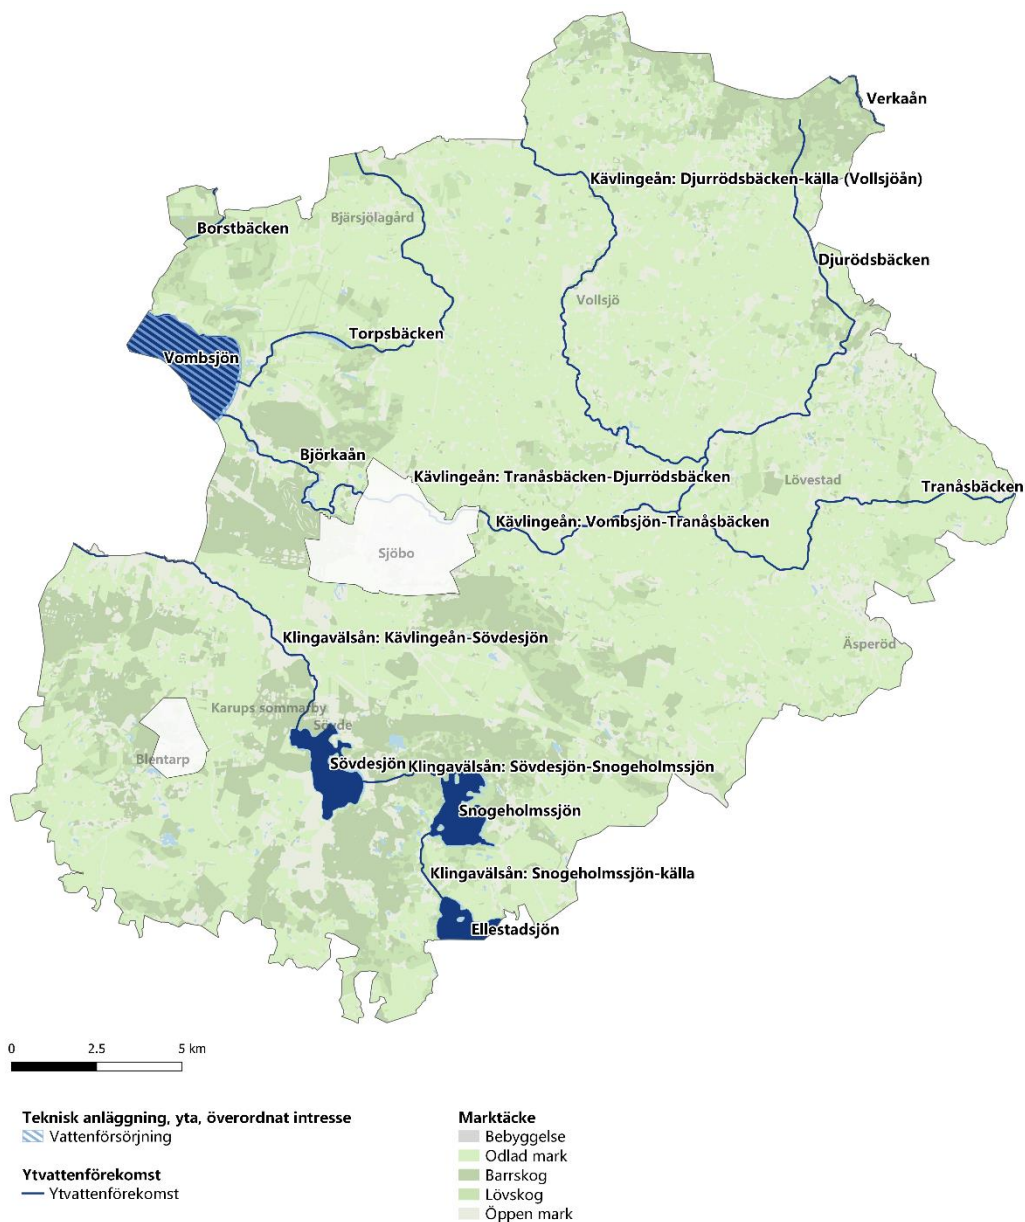 Verkaån
Kävlingeån: Djurrödsbäcken-källa (Vollsjöån)
Bjärsjölagård
Borstbäcken
Djurödsbäcken
Vollsjö
Torpsbäcken
Vombsjön
Björkaån
Kävlingeån: Tranåsbäcken-Djurrödsbäcken
Lövestad
Tranåsbäcken
Kävlingeån: Vombsjön-Tranåsbäcken
Sjöbo
Klingavälsån: Kävlingeån-Sövdesjön
Äsperöd
Karups sommarby
Sövde
Blentarp
Sövdesjön
Klingavälsån: Sövdesjön-Snogeholmssjön
Snogeholmssjön
Klingavälsån: Snogeholmssjön-källa
Ellestadsjön
0 2.5 5 km
Teknisk anläggning, yta, överordnat intresse
Vattenförsörjning
Ytvattenförekomst
Ytvattenförekomst
Marktäcke
Bebyggelse
Odlad mark
Barrskog
Lövskog
Öppen mark